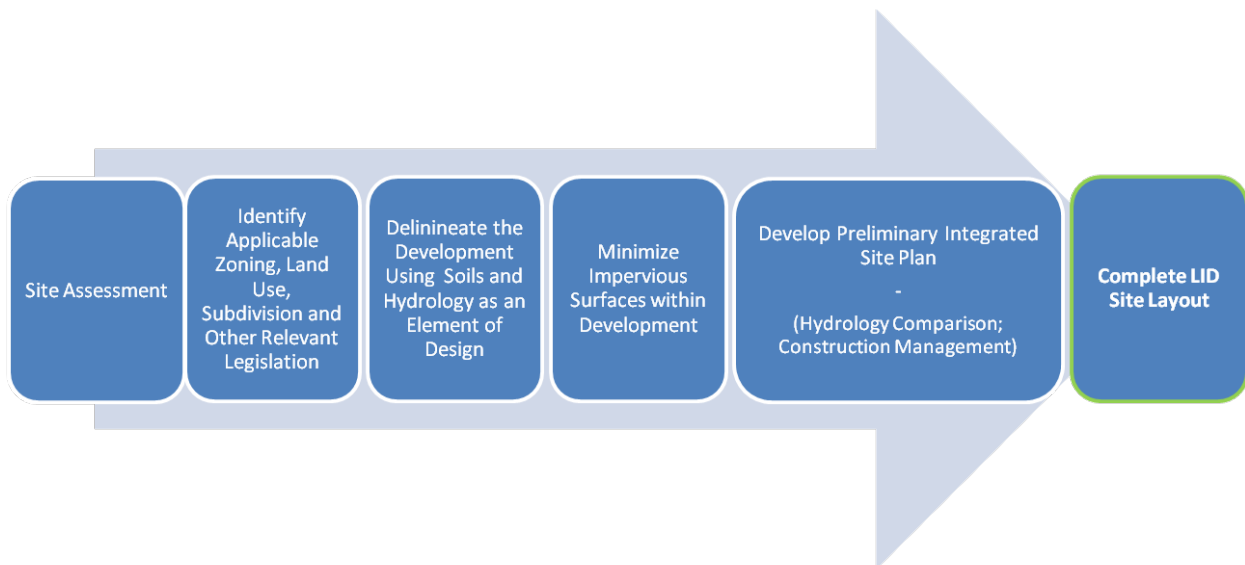 Site Assessment
Identify
Applicable
Zoning, Land
Use,
Subdivision and
Other Relevant
Legislation
Delinineate the
Development
Using Soils and
Hydrology as an
Element of
Design
Minimize
Impervious
Surfaces within
Development
Develop Preliminary Integrated
Site Plan
-
(Hydrology Comparison;
Construction Management)
Complete LID
Site Layout